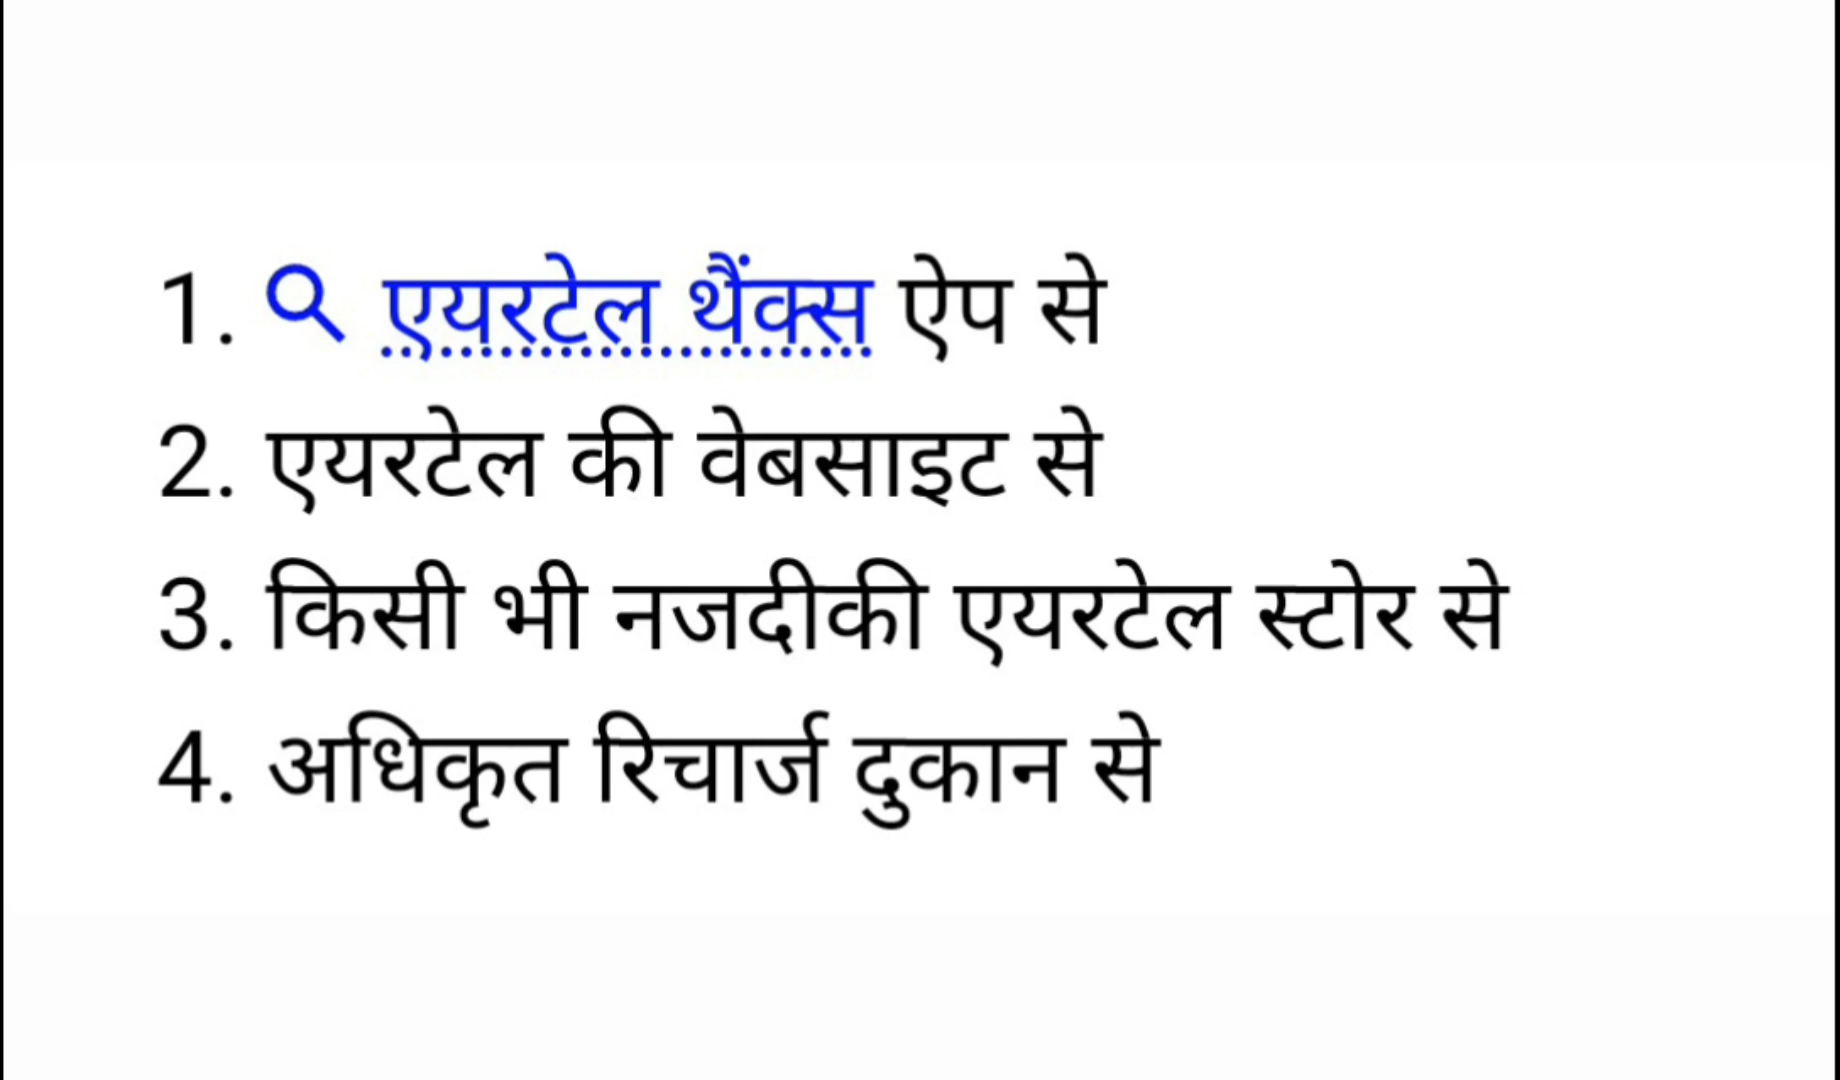 1. एयरटेल थैंक्स ऐप से
2. एयरटेल की वेबसाइट से
3. किसी भी नजदीकी एयरटेल स्टोर से
4. अधिकृत रिचार्ज दुकान से